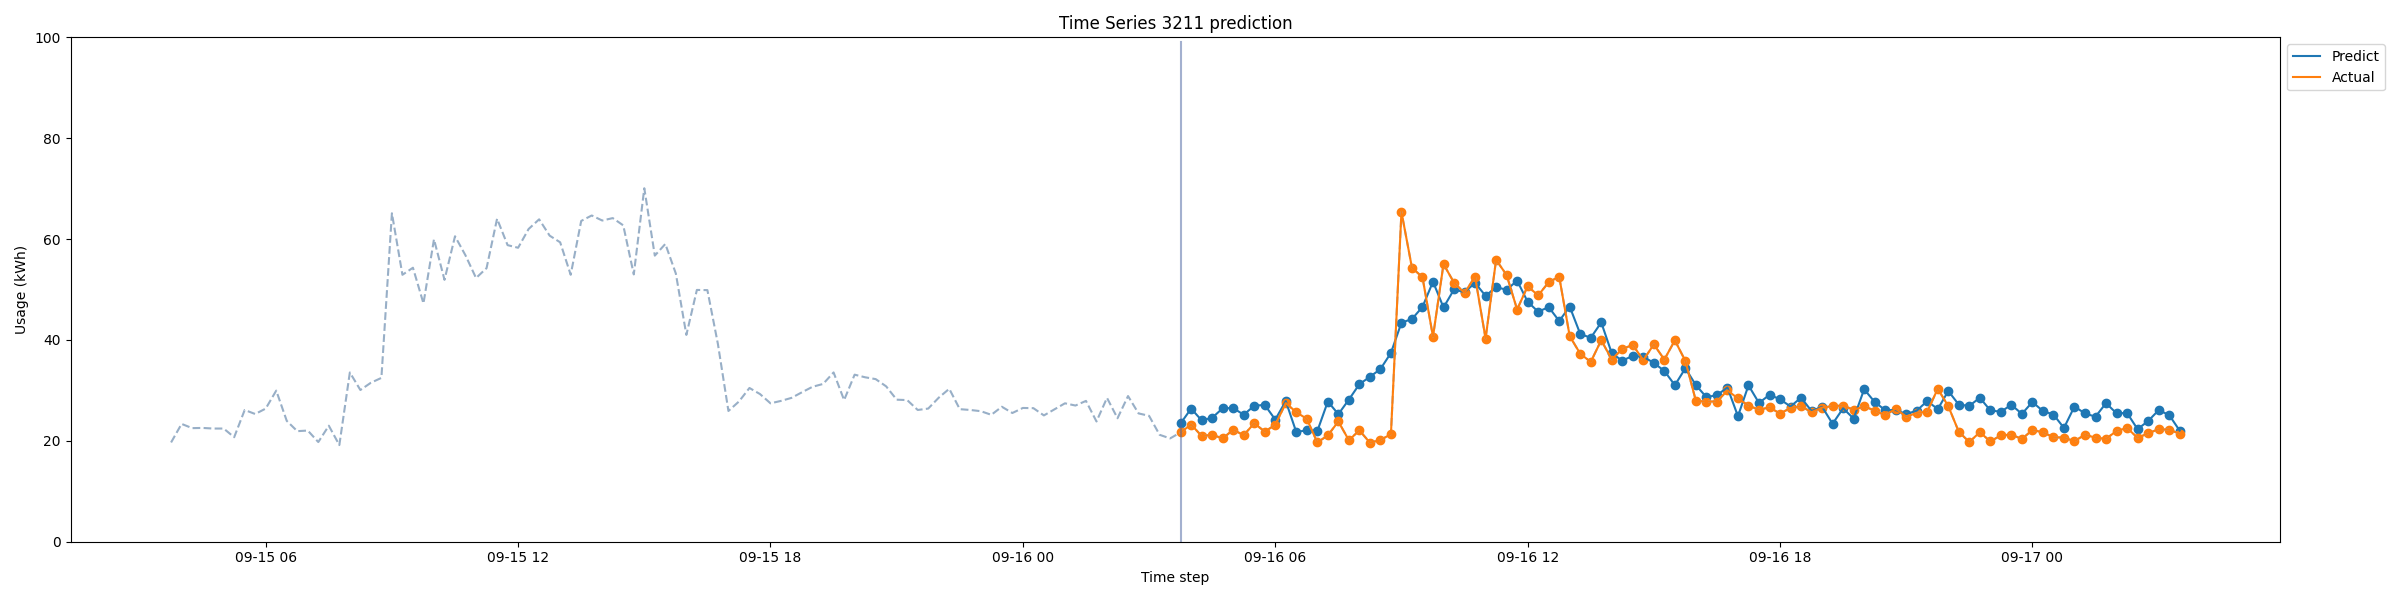 Time Series 3211 prediction
Predict
Actual
Usage (kWh)
100
80
60
40
20
0
09-15 06
09-15 12
09-15 18
09-16 00
09-16 06
09-16 12
09-16 18
09-17 00
Time step